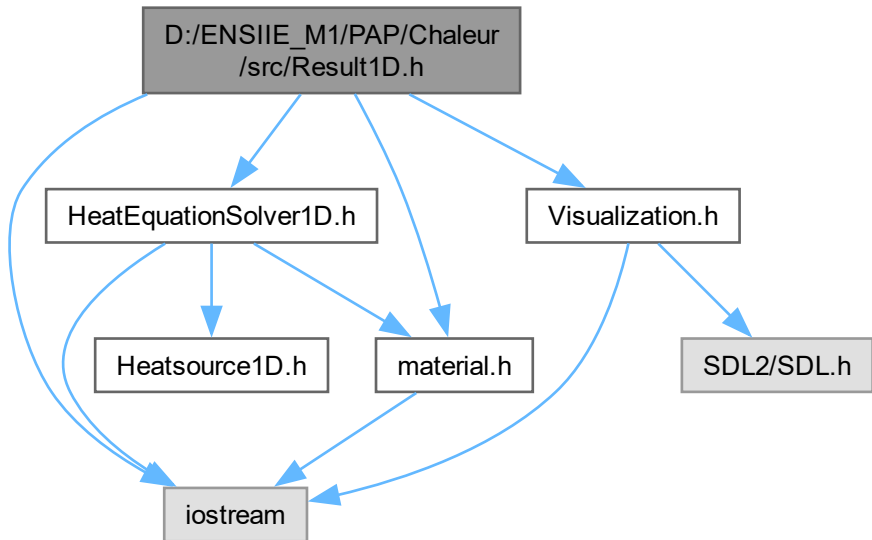 D:/ENSIIE_M1/PAP/Chaleur
/src/Result1D.h
HeatEquationSolver1D.h
Visualization.h
Heatsource1D.h
material.h
SDL2/SDL.h
iostream